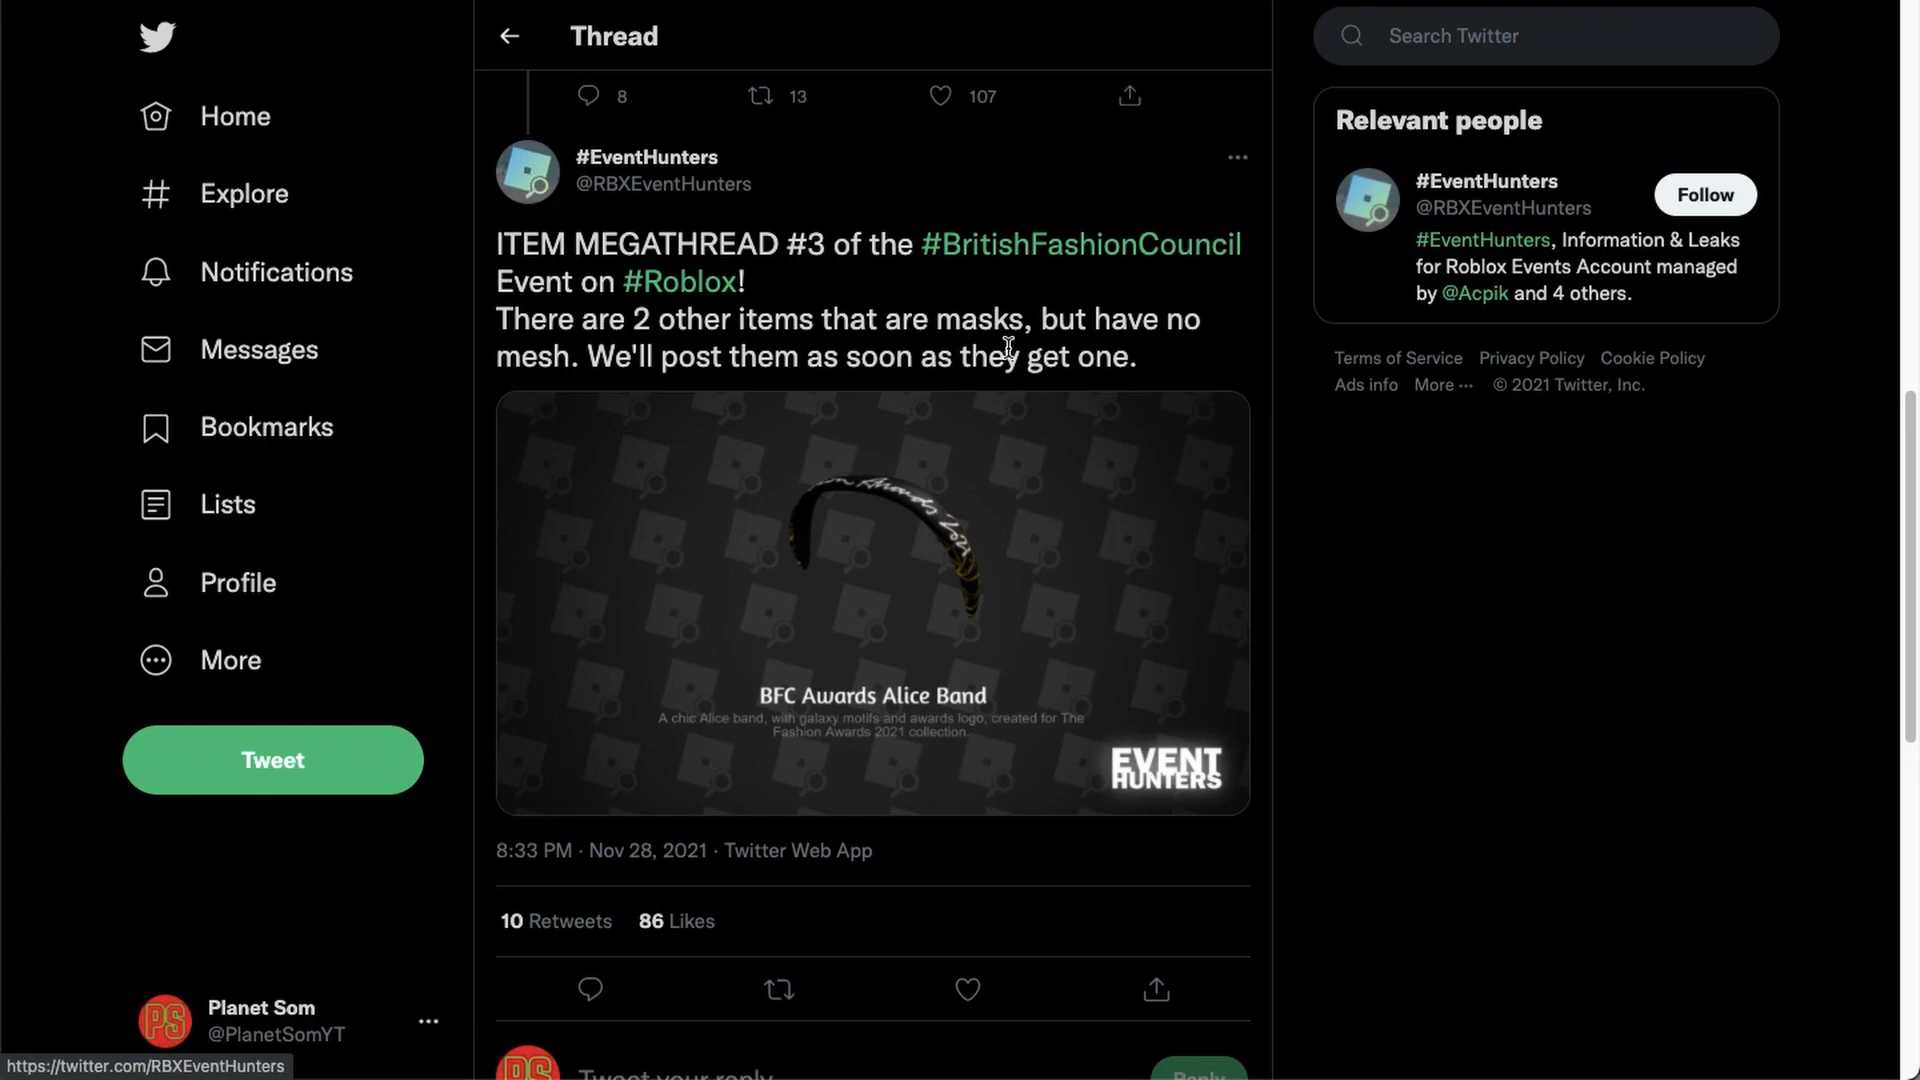 Thread
Search Twitter
Home
Explore
Notifications
Messages
Bookmarks
Lists
Profile
More
Tweet
Planet Som
@PlanetSomYT
https://twitter.com/RBXEventHunters
8
13
107
#EventHunters
@RBXEventHunters
ITEM MEGATHREAD #3 of the #BritishFashionCouncil
Event on #Roblox!
There are 2 other items that are masks, but have no
mesh. We'll post them as soon as they get one.
Awards 2021
BFC Awards Alice Band
A chic Alice band, with galaxy motifs and awards logo, created for The
Fashion Awards 2021 collection.
EVENT
HUNTERS
8:33 PM · Nov 28, 2021 · Twitter Web App
10 Retweets 86 Likes
PS
Tweet your reply
Reply
PS
Relevant people
#EventHunters
@RBXEventHunters
Follow
#EventHunters, Information & Leaks
for Roblox Events Account managed
by @Acpik and 4 others.
Terms of Service Privacy Policy Cookie Policy
Ads info More ··· © 2021 Twitter, Inc.